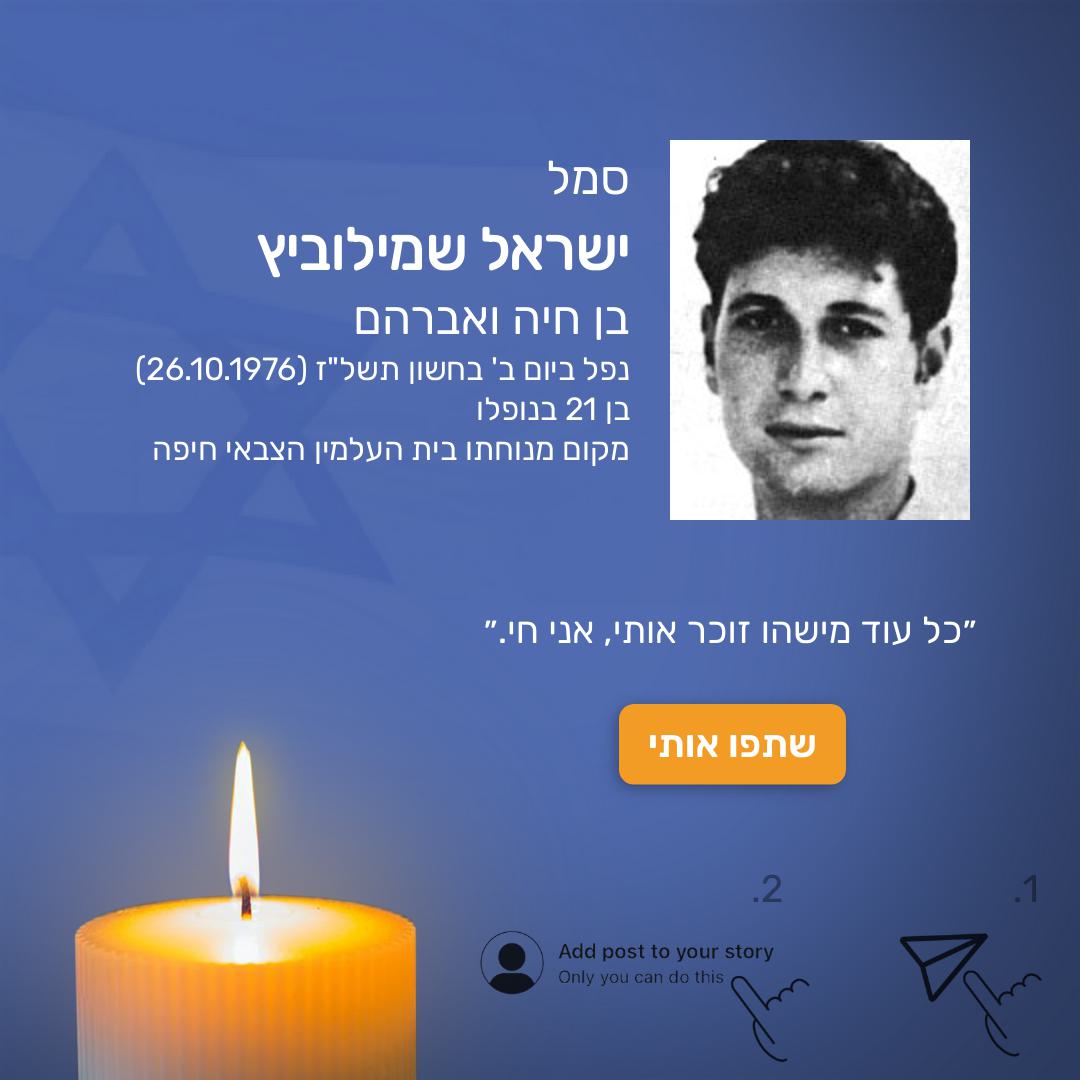 סמל
ישראל שמילוביץ
בן חיה ואברהם
נפל ביום ב' בחשון תשל"ז (26.10.1976)
בן 21 בנופלו
מקום מנוחתו בית העלמין הצבאי חיפה
"כל עוד מישהו זוכר אותי, אני חי."
שתפו אותי
1.
2.
Add post to your story
Only you can do this